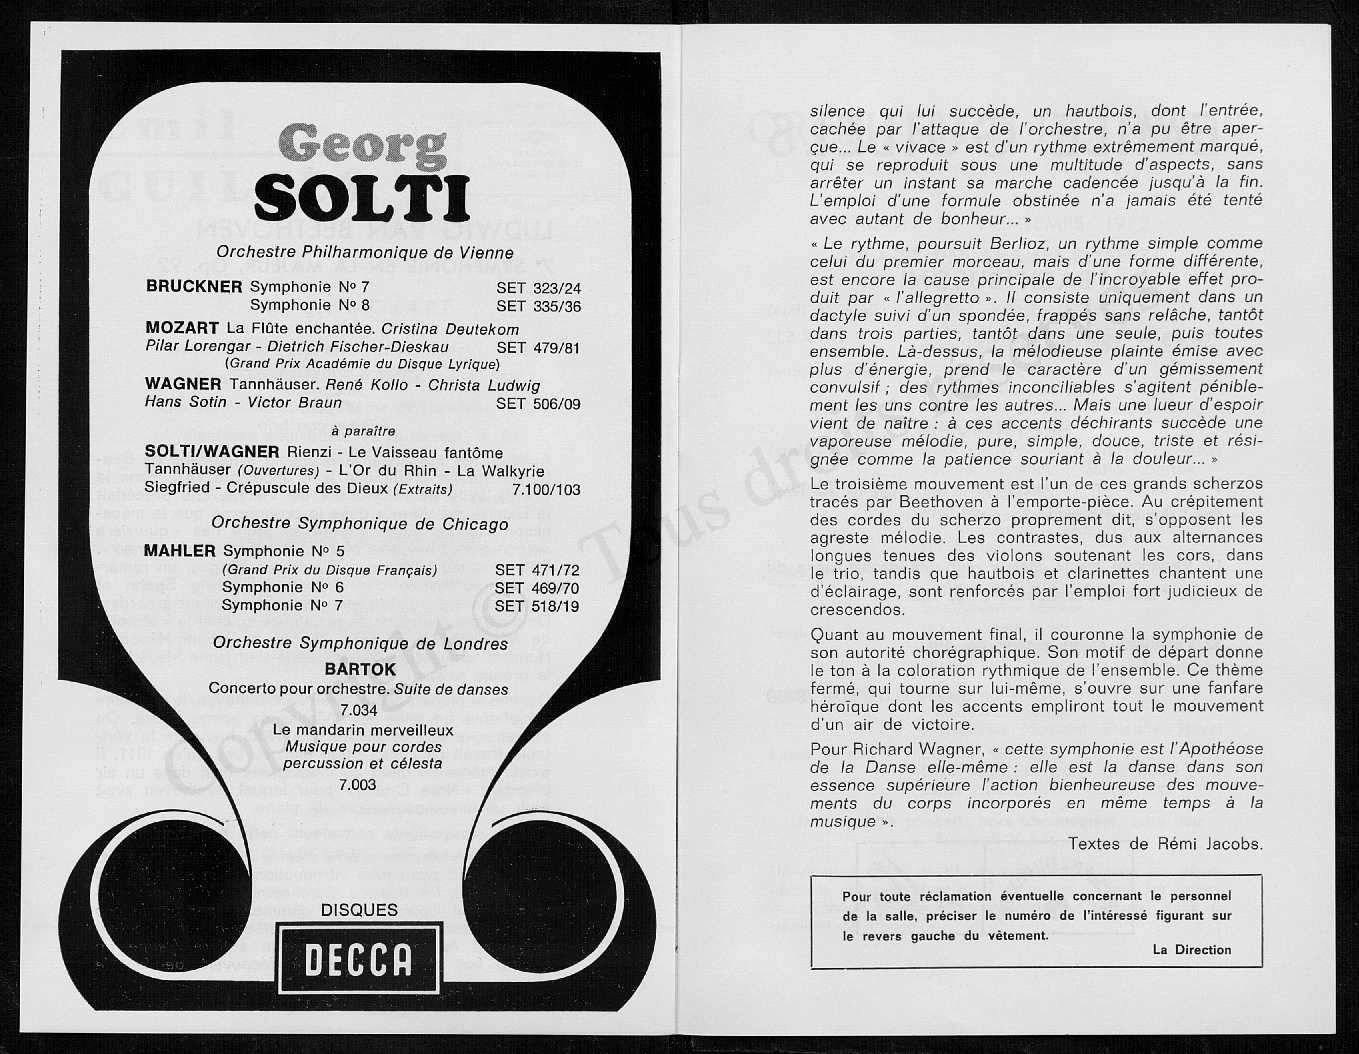 Georg
SOLTI
Orchestre Philharmonique de Vienne
BRUCKNER Symphonie No 7 SET 323/24
Symphonie No 8 SET 335/36
MOZART La Flûte enchantée. Cristina Deutekom
Pilar Lorengar - Dietrich Fischer-Dieskau SET 479/81
(Grand Prix Académie du Disque Lyrique)
WAGNER Tannhäuser. René Kollo - Christa Ludwig
Hans Sotin - Victor Braun SET 506/09
à paraître
SOLTI/WAGNER Rienzi - Le Vaisseau fantôme
Tannhäuser (Ouvertures) - L'Or du Rhin - La Walkyrie
Siegfried - Crépuscule des Dieux (Extraits) 7.100/103
Orchestre Symphonique de Chicago
MAHLER Symphonie No 5
(Grand Prix du Disque Français) SET 471/72
Symphonie No 6 SET 469/70
Symphonie No 7 SET 518/19
Orchestre Symphonique de Londres
BARTOK
Concerto pour orchestre. Suite de danses
7.034
Le mandarin merveilleux
Musique pour cordes
percussion et célesta
7.003
DISQUES
DECCA
silence qui lui succède, un hautbois, dont l'entrée,
cachée par l'attaque de l'orchestre, n'a pu être aper-
çue... Le « vivace » est d'un rythme extrêmement marqué,
qui se reproduit sous une multitude d'aspects, sans
arrêter un instant sa marche cadencée jusqu'à la fin.
L'emploi d'une formule obstinée n'a jamais été tenté
avec autant de bonheur... »
« Le rythme, poursuit Berlioz, un rythme simple comme
celui du premier morceau, mais d'une forme différente,
est encore la cause principale de l'incroyable effet pro-
duit par « l'allegretto ». Il consiste uniquement dans un
dactyle suivi d'un spondée, frappés sans relâche, tantôt
dans trois parties, tantôt dans une seule, puis toutes
ensemble. Là-dessus, la mélodieuse plainte émise avec
plus d'énergie, prend le caractère d'un gémissement
convulsif ; des rythmes inconciliables s'agitent pénible-
ment les uns contre les autres... Mais une lueur d'espoir
vient de naître : à ces accents déchirants succède une
vaporeuse mélodie, pure, simple, douce, triste et rési-
gnée comme la patience souriant à la douleur... »
Le troisième mouvement est l'un de ces grands scherzos
tracés par Beethoven à l'emporte-pièce. Au crépitement
des cordes du scherzo proprement dit, s'opposent les
agreste mélodie. Les contrastes, dus aux alternances
longues tenues des violons soutenant les cors, dans
le trio, tandis que hautbois et clarinettes chantent une
d'éclairage, sont renforcés par l'emploi fort judicieux de
crescendos.
Quant au mouvement final, il couronne la symphonie de
son autorité chorégraphique. Son motif de départ donne
le ton à la coloration rythmique de l'ensemble. Ce thème
fermé, qui tourne sur lui-même, s'ouvre sur une fanfare
héroïque dont les accents empliront tout le mouvement
d'un air de victoire.
Pour Richard Wagner, « cette symphonie est l'Apothéose
de la Danse elle-même : elle est la danse dans son
essence supérieure l'action bienheureuse des mouve-
ments du corps incorporés en même temps à la
musique ».
Textes de Rémi Jacobs.
Pour toute réclamation éventuelle concernant le personnel
de la salle, préciser le numéro de l'intéressé figurant sur
le revers gauche du vêtement.
La Direction
Copyright © Tous droits réservés